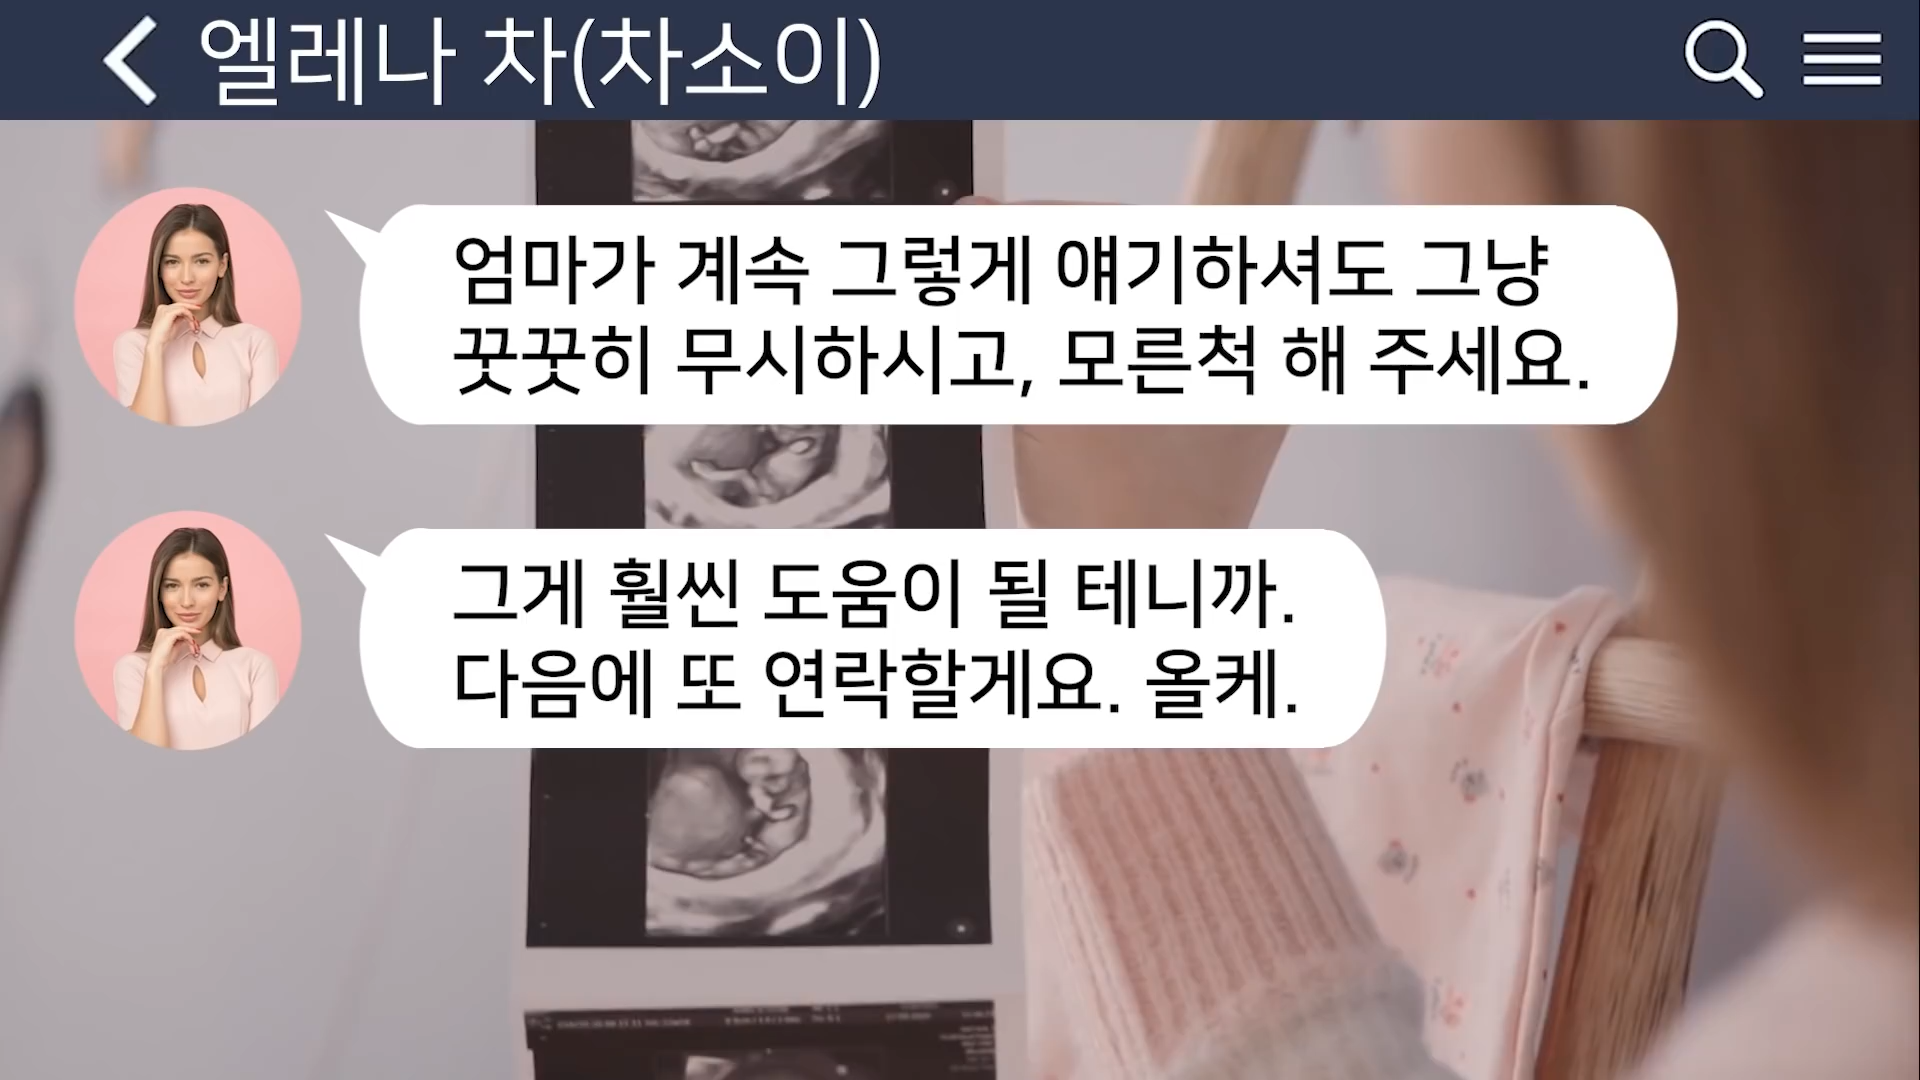 엘레나 차(차소이)
엄마가 계속 그렇게 얘기하셔도 그냥
꿋꿋히 무시하시고, 모른척 해 주세요.
그게 훨씬 도움이 될 테니까.
다음에 또 연락할게요. 올케.